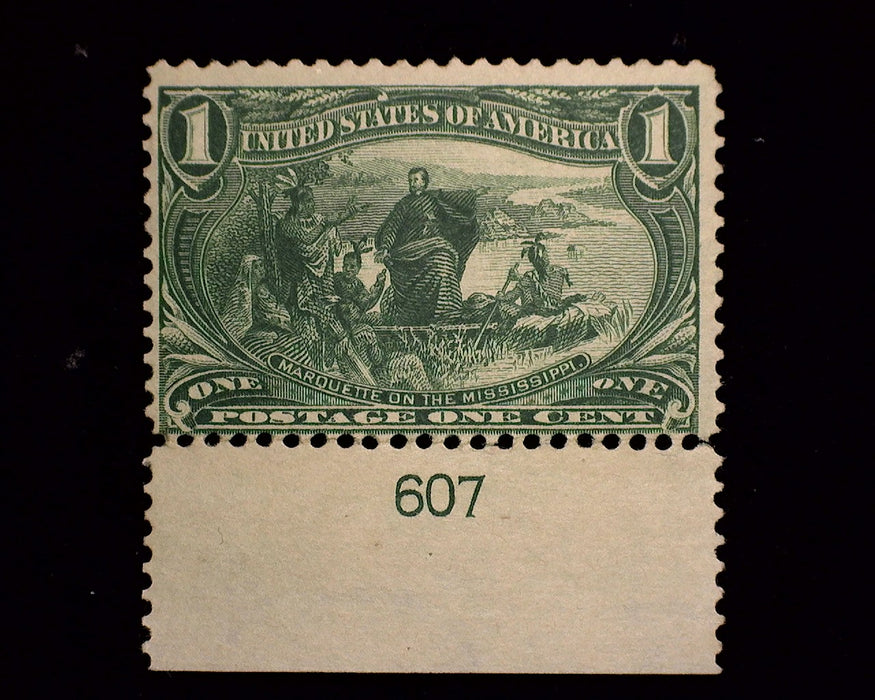 1 UNITED STATES OF AMERICA 1
MARQUETTE ON THE MISSISSIPPI.
ONE ONE
POSTAGE ONE CENT
607